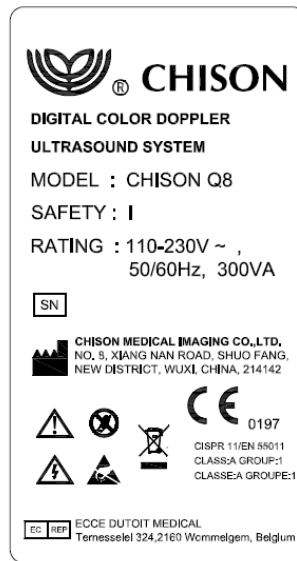 ® CHISON
DIGITAL COLOR DOPPLER
ULTRASOUND SYSTEM
MODEL : CHISON Q8
SAFETY : I
RATING : 110-230V ~ ,
50/60Hz, 300VA
SN
CHISON MEDICAL IMAGING CO.,LTD.
NO. 8, XIANG NAN ROAD, SHUO FANG,
NEW DISTRICT, WUXI, CHINA, 214142
CE 0197
CISPR 11/EN 55011
CLASS:A GROUP:1
CLASSE:A GROUPE:1
EC REP ECCE DUTOIT MEDICAL
Ternesselei 324,2160 Wommelgem, Belgium